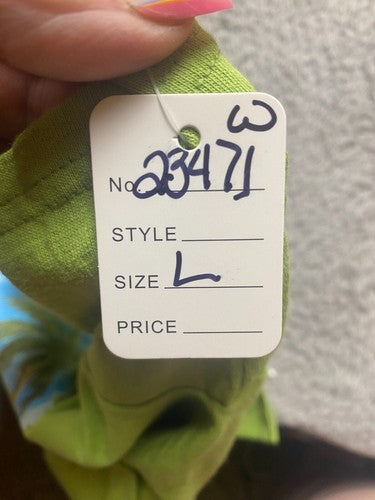 W
No. 23471
STYLE
SIZE L
PRICE